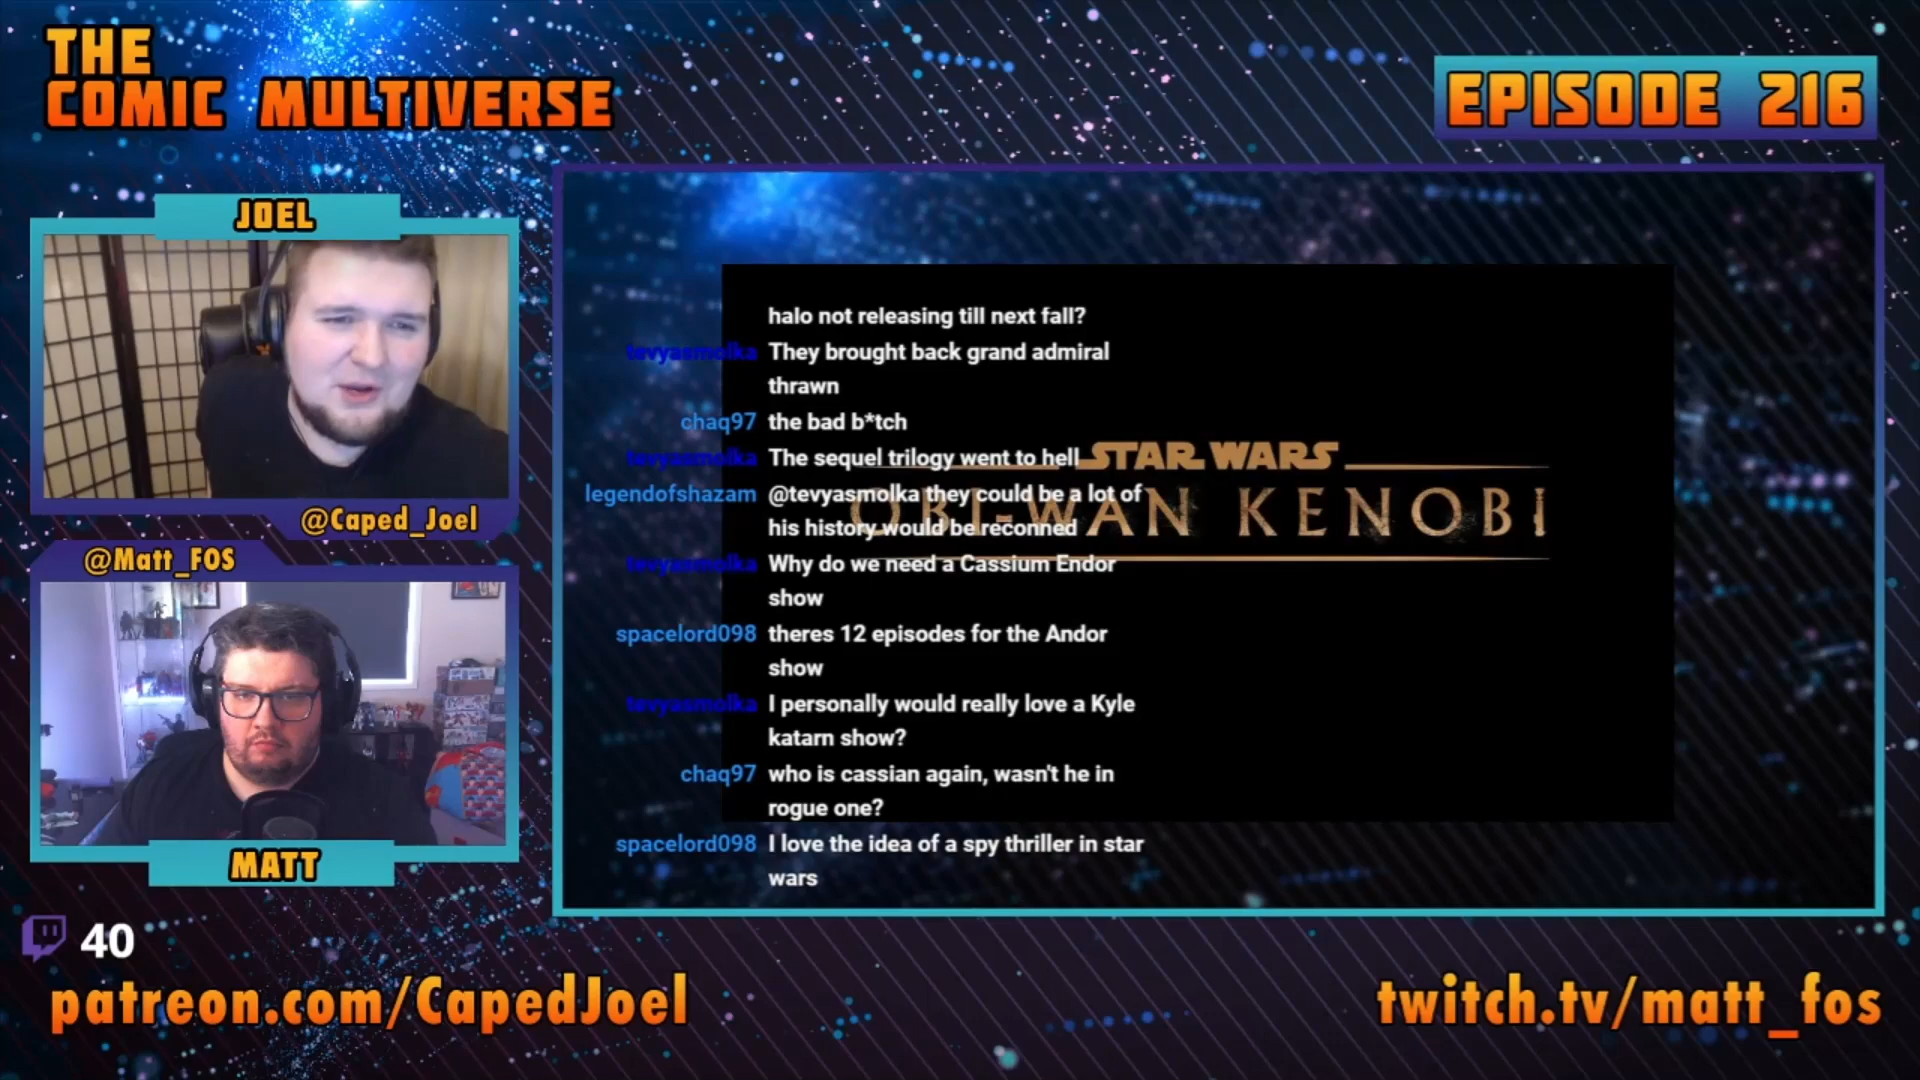 THE
COMIC MULTIVERSE
EPISODE 216
JOEL
@Caped_Joel
@Matt_FOS
MATT
halo not releasing till next fall?
tevyasmolka They brought back grand admiral
thrawn
chaq97 the bad b*tch
tevyasmolka The sequel trilogy went to hell
legendofshazam @tevyasmolka they could be a lot of
his history would be reconned
tevyasmolka Why do we need a Cassium Endor
show
spacelord098 theres 12 episodes for the Andor
show
tevyasmolka I personally would really love a Kyle
katarn show?
chaq97 who is cassian again, wasn't he in
rogue one?
spacelord098 I love the idea of a spy thriller in star
wars
STAR WARS
OBI-WAN KENOBI
40
patreon.com/CapedJoel
twitch.tv/matt_fos